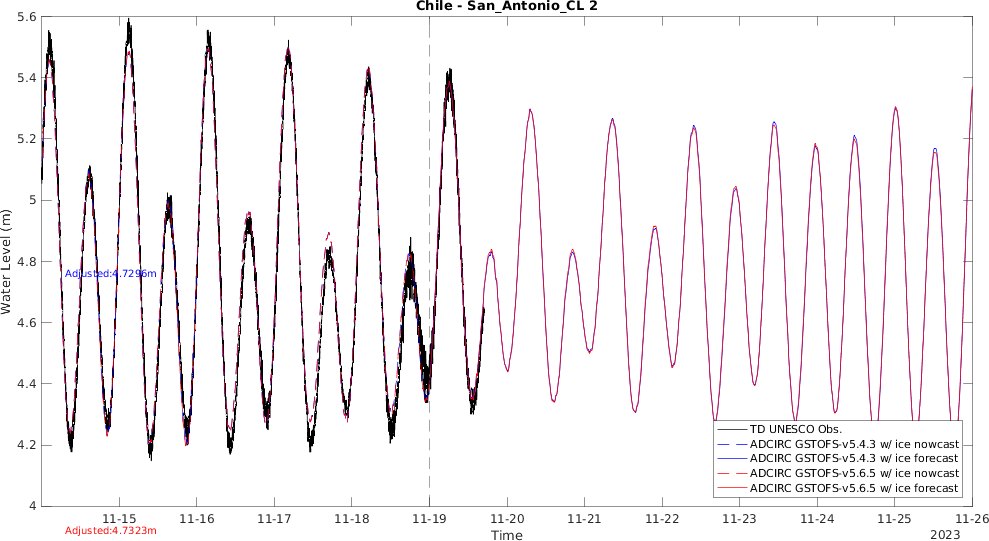 Chile - San_Antonio_CL 2
5.6
5.4
5.2
5
4.8
4.6
4.4
4.2
4
Water Level (m)
Adjusted:4.7296m
TD UNESCO Obs.
ADCIRC GSTOFS-v5.4.3 w/ ice nowcast
ADCIRC GSTOFS-v5.4.3 w/ ice forecast
ADCIRC GSTOFS-v5.6.5 w/ ice nowcast
ADCIRC GSTOFS-v5.6.5 w/ ice forecast
11-15 11-16 11-17 11-18 11-19 11-20 11-21 11-22 11-23 11-24 11-25 11-26
Adjusted:4.7323m
Time
2023